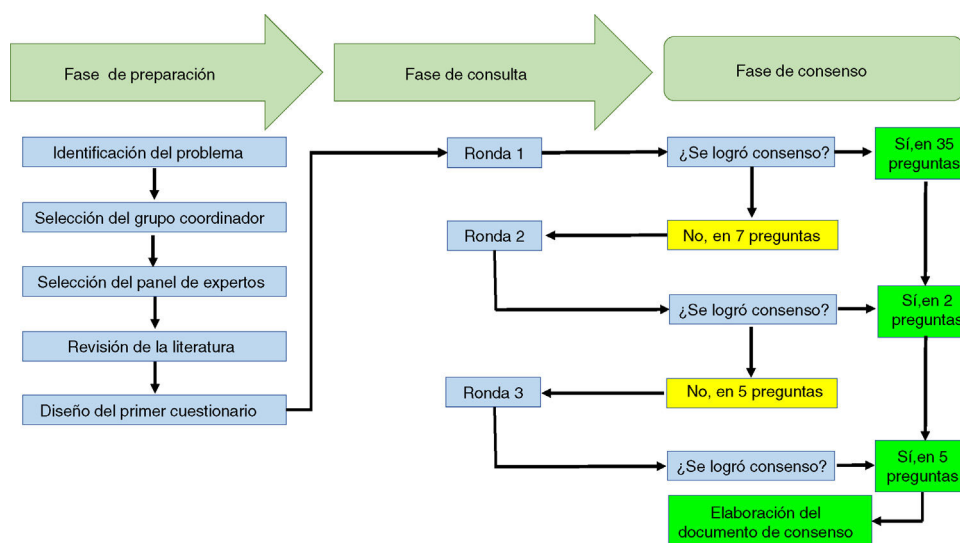 Fase de preparación
Fase de consulta
Fase de consenso
Identificación del problema
Selección del grupo coordinador
Selección del panel de expertos
Revisión de la literatura
Diseño del primer cuestionario
Ronda 1
¿Se logró consenso?
Sí,en 35
preguntas
No, en 7 preguntas
Ronda 2
¿Se logró consenso?
Sí,en 2
preguntas
No, en 5 preguntas
Ronda 3
¿Se logró consenso?
Sí,en 5
preguntas
Elaboración del
documento de consenso